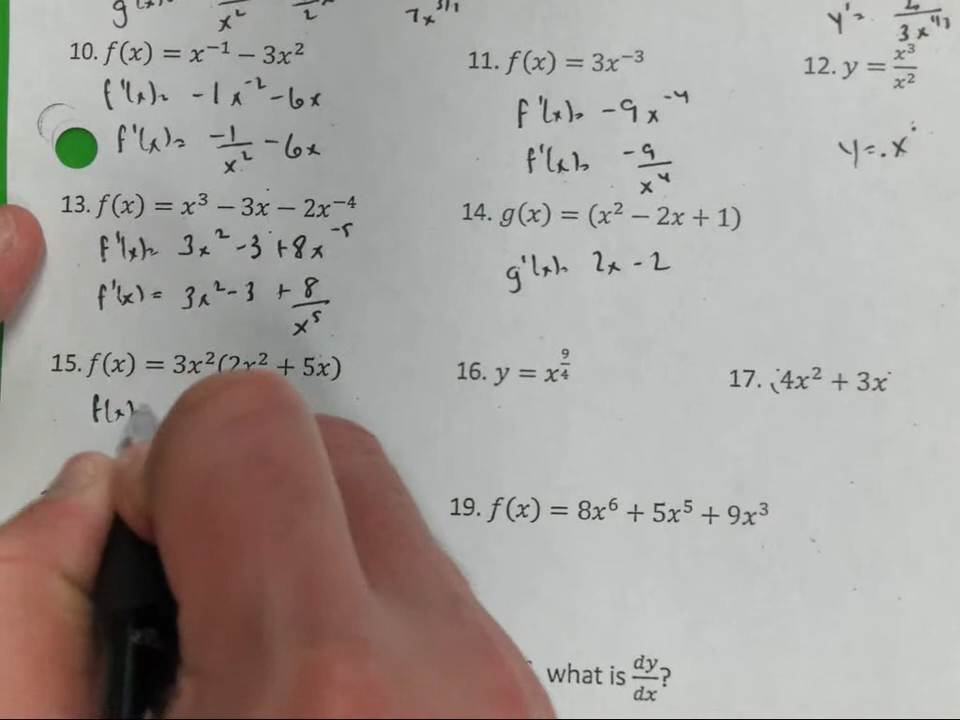 7x
y'=
10. f(x) = x⁻¹ − 3x²
f'(x)= -1x⁻² -6x
f'(x)= -1/x² -6x
11. f(x) = 3x⁻³
f'(x)= -9x⁻⁴
f'(x)= -9/x⁴
12. y = x³/x²
y = x
13. f(x) = x³ − 3x − 2x⁻⁴
f'(x)= 3x² -3 +8x⁻⁵
f'(x) = 3x² -3 + 8/x⁵
14. g(x) = (x² − 2x + 1)
g'(x)= 2x - 2
15. f(x) = 3x²(2x² + 5x)
f(x)
16. y = x^(9/4)
17. 4x² + 3x
19. f(x) = 8x⁶ + 5x⁵ + 9x³
what is dy/dx?